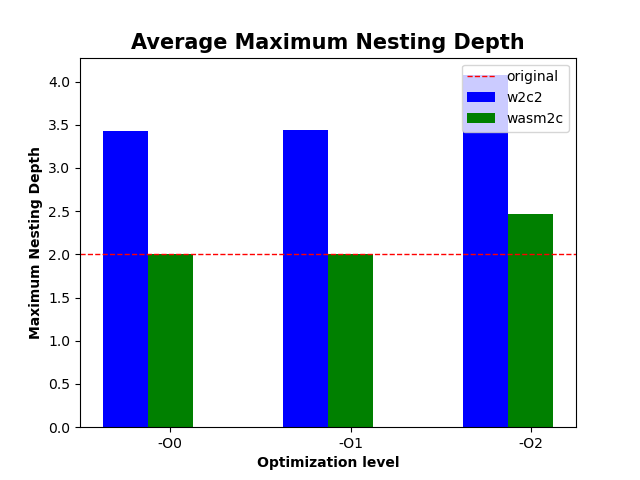 Average Maximum Nesting Depth
original
w2c2
wasm2c
Maximum Nesting Depth
4.0
3.5
3.0
2.5
2.0
1.5
1.0
0.5
0.0
-O0
-O1
-O2
Optimization level